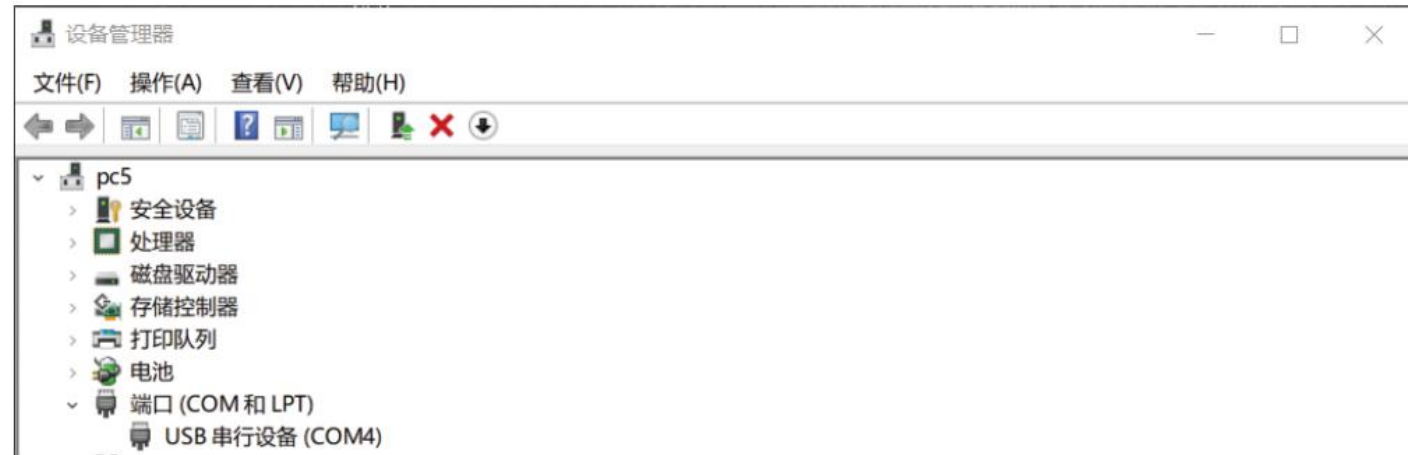 设备管理器
文件(F) 操作(A) 查看(V) 帮助(H)
pc5
安全设备
处理器
磁盘驱动器
存储控制器
打印队列
电池
端口 (COM 和 LPT)
USB 串行设备 (COM4)